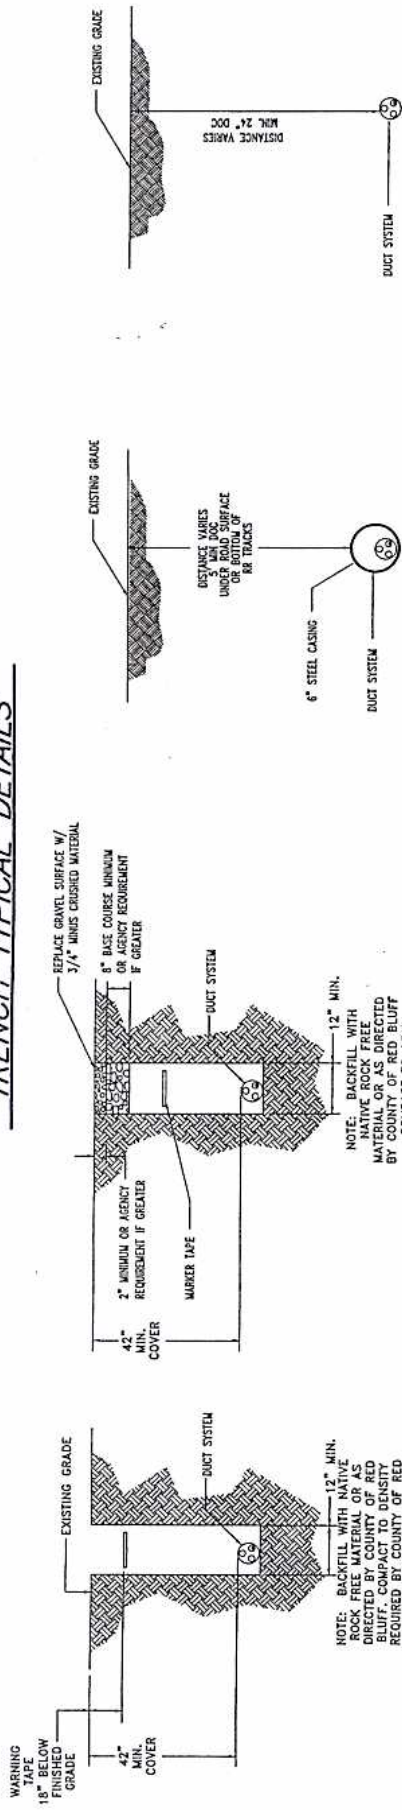 TRENCH TYPICAL DETAILS
WARNING
TAPE
18" BELOW
FINISHED
GRADE
EXISTING GRADE
42"
MIN.
COVER
DUCT SYSTEM
12" MIN.
NOTE: BACKFILL WITH NATIVE
ROCK FREE MATERIAL OR AS
DIRECTED BY COUNTY OF RED
BLUFF. COMPACT TO DENSITY
REQUIRED BY COUNTY OF RED
REPLACE GRAVEL SURFACE W/
3/4" MINUS CRUSHED MATERIAL
8" BASE COURSE MINIMUM
OR AGENCY REQUIREMENT
IF GREATER
2" MINIMUM OR AGENCY
REQUIREMENT IF GREATER
42"
MIN.
COVER
MARKER TAPE
DUCT SYSTEM
12" MIN.
NOTE: BACKFILL WITH
NATIVE ROCK FREE
MATERIAL OR AS DIRECTED
BY COUNTY OF RED BLUFF
EXISTING GRADE
DISTANCE VARIES
5' MIN DOC
UNDER ROAD SURFACE
OR BOTTOM OF
RR TRACKS
6" STEEL CASING
DUCT SYSTEM
EXISTING GRADE
DISTANCE VARIES
MIN. 24" DOC
DUCT SYSTEM